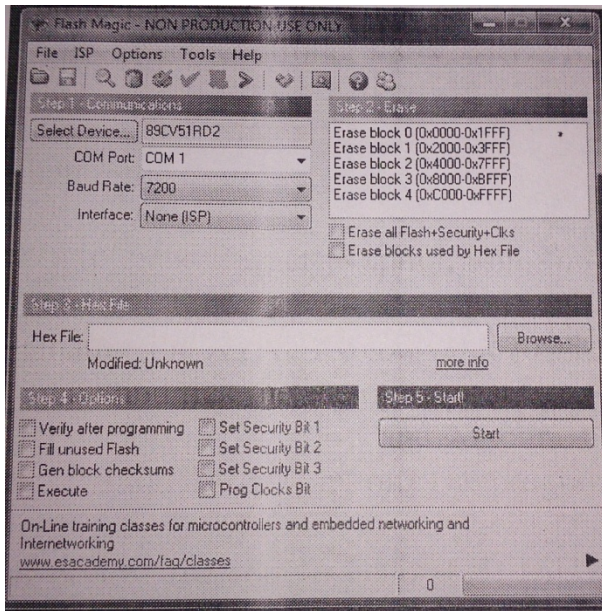 Flash Magic - NON PRODUCTION USE ONLY
File ISP Options Tools Help
Step 1 - Communications
Select Device... 89CV51RD2
COM Port: COM 1
Baud Rate: 7200
Interface: None (ISP)
Step 2 - Erase
Erase block 0 (0x0000-0x1FFF)
Erase block 1 (0x2000-0x3FFF)
Erase block 2 (0x4000-0x7FFF)
Erase block 3 (0x8000-0xBFFF)
Erase block 4 (0xC000-0xFFFF)
Erase all Flash+Security+Clks
Erase blocks used by Hex File
Step 3 - Hex File
Hex File: Browse...
Modified: Unknown more info
Step 4 - Options
Verify after programming Set Security Bit 1
Fill unused Flash Set Security Bit 2
Gen block checksums Set Security Bit 3
Execute Prog Clocks Bit
Step 5 - Start!
Start
On-Line training classes for microcontrollers and embedded networking and
Internetworking
www.esacademy.com/faq/classes
0